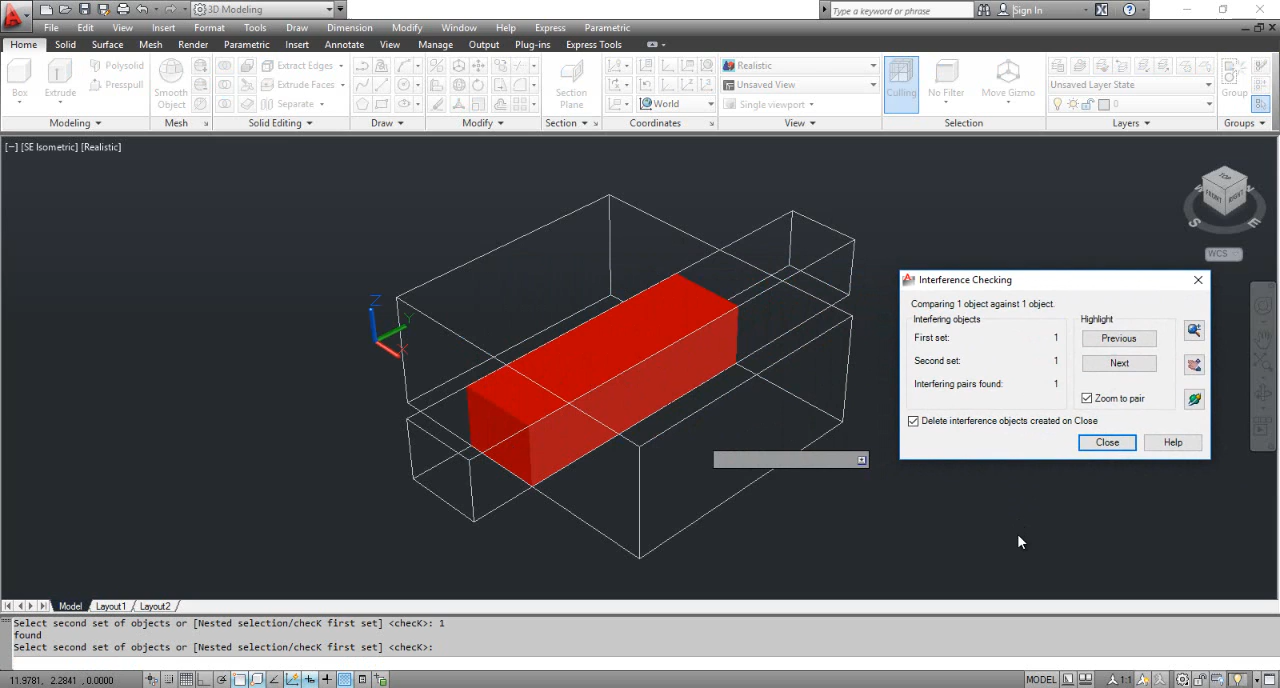 3D Modeling
Type a keyword or phrase
Sign In
File Edit View Insert Format Tools Draw Dimension Modify Window Help Express Parametric
Home Solid Surface Mesh Render Parametric Insert Annotate View Manage Output Plug-ins Express Tools
Box
Extrude
Polysolid
Presspull
Smooth Object
Extract Edges
Extrude Faces
Separate
Section Plane
World
Realistic
Unsaved View
Single viewport
Culling
No Filter
Move Gizmo
Unsaved Layer State
0
Group
Modeling Mesh Solid Editing Draw Modify Section Coordinates View Selection Layers Groups
[−] [SE Isometric] [Realistic]
TOP
FRONT
RIGHT
S
E
WCS
Z
Y
X
Interference Checking
Comparing 1 object against 1 object.
Interfering objects
First set: 1
Second set: 1
Interfering pairs found: 1
Highlight
Previous
Next
Zoom to pair
Delete interference objects created on Close
Close Help
Model Layout1 Layout2
Select second set of objects or [Nested selection/checK first set] <checK>: 1
found
Select second set of objects or [Nested selection/checK first set] <checK>:
11.9781, 2.2841 , 0.0000
MODEL
1:1